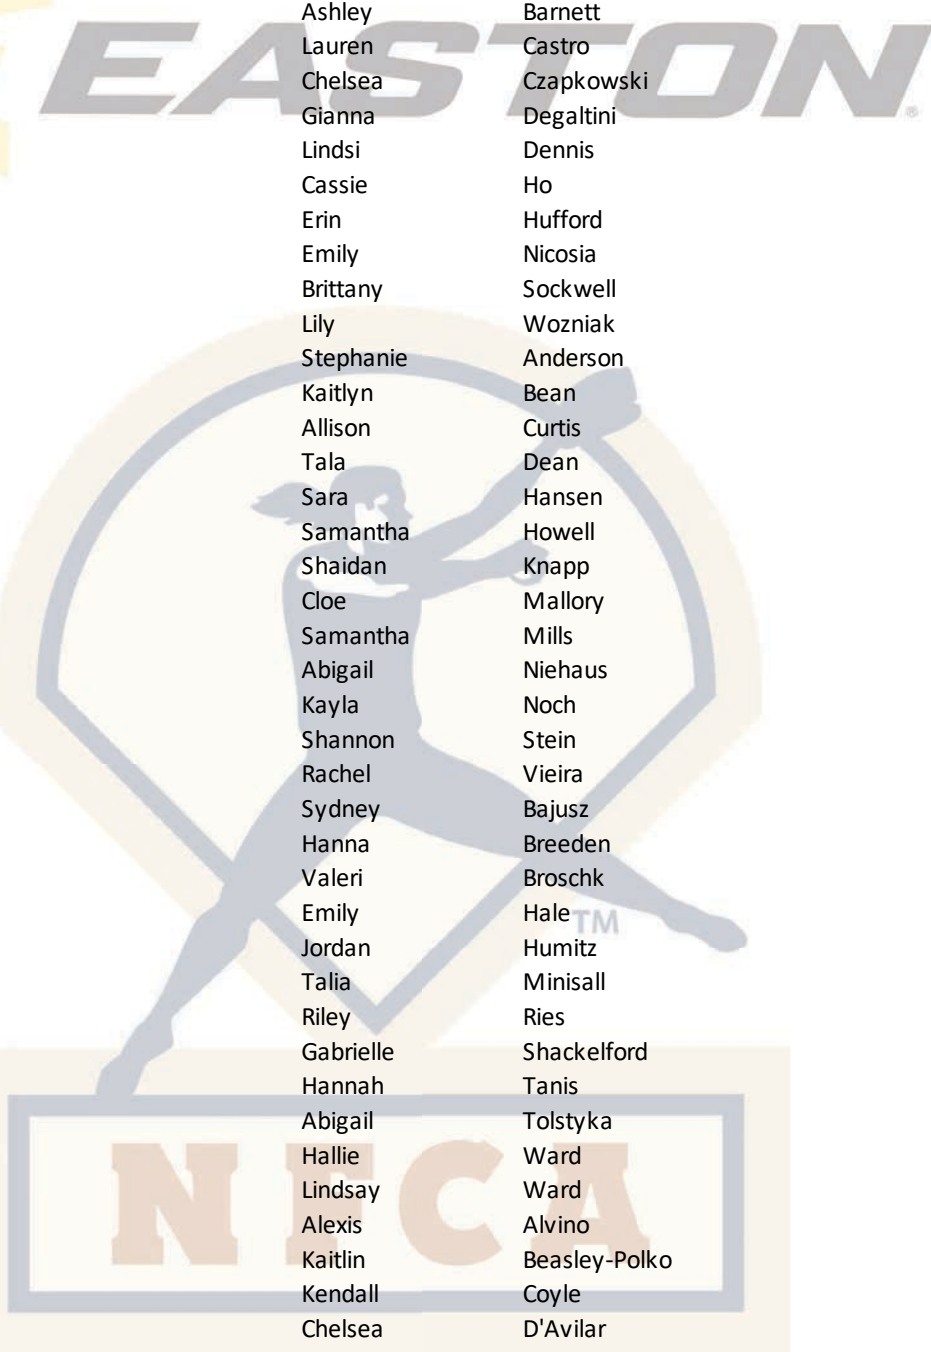 EASTON®
Ashley Barnett
Lauren Castro
Chelsea Czapkowski
Gianna Degaltini
Lindsi Dennis
Cassie Ho
Erin Hufford
Emily Nicosia
Brittany Sockwell
Lily Wozniak
Stephanie Anderson
Kaitlyn Bean
Allison Curtis
Tala Dean
Sara Hansen
Samantha Howell
Shaidan Knapp
Cloe Mallory
Samantha Mills
Abigail Niehaus
Kayla Noch
Shannon Stein
Rachel Vieira
Sydney Bajusz
Hanna Breeden
Valeri Broschk
Emily Hale
TM
Jordan Humitz
Talia Minisall
Riley Ries
Gabrielle Shackelford
Hannah Tanis
Abigail Tolstyka
Hallie Ward
Lindsay Ward
NFCA
Alexis Alvino
Kaitlin Beasley-Polko
Kendall Coyle
Chelsea D'Avilar